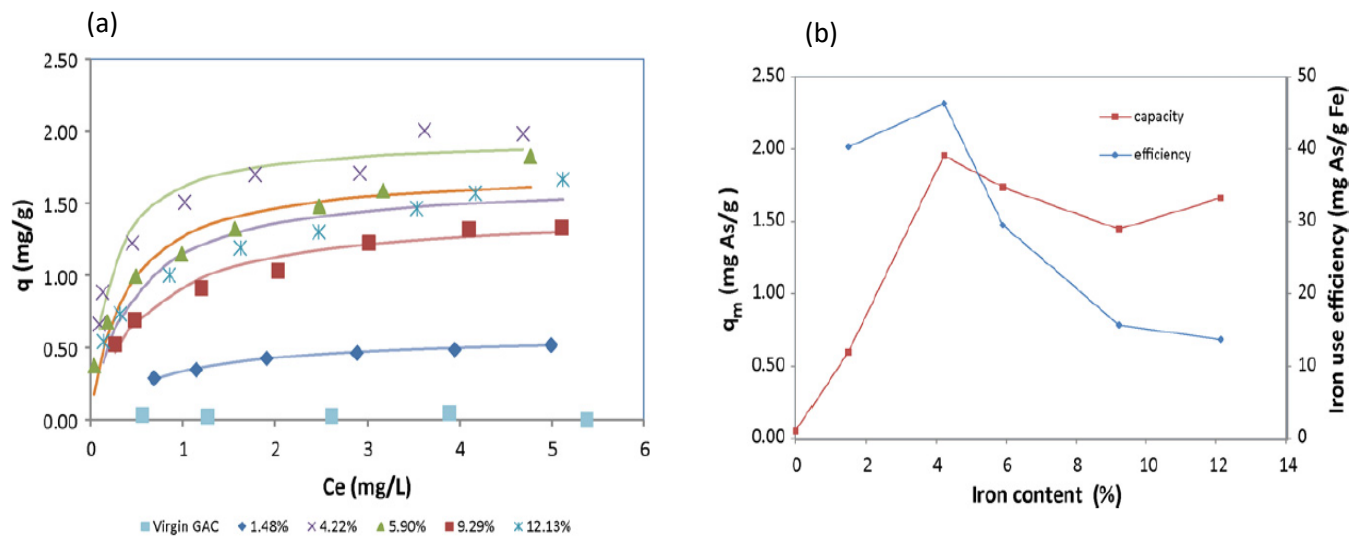 (a)
2.50
2.00
1.50
1.00
0.50
0.00
q (mg/g)
0 1 2 3 4 5 6
Ce (mg/L)
Virgin GAC 1.48% 4.22% 5.90% 9.29% 12.13%
(b)
2.50
2.00
1.50
1.00
0.50
0.00
qm (mg As/g)
capacity
efficiency
50
40
30
20
10
0
Iron use efficiency (mg As/g Fe)
0 2 4 6 8 10 12 14
Iron content (%)